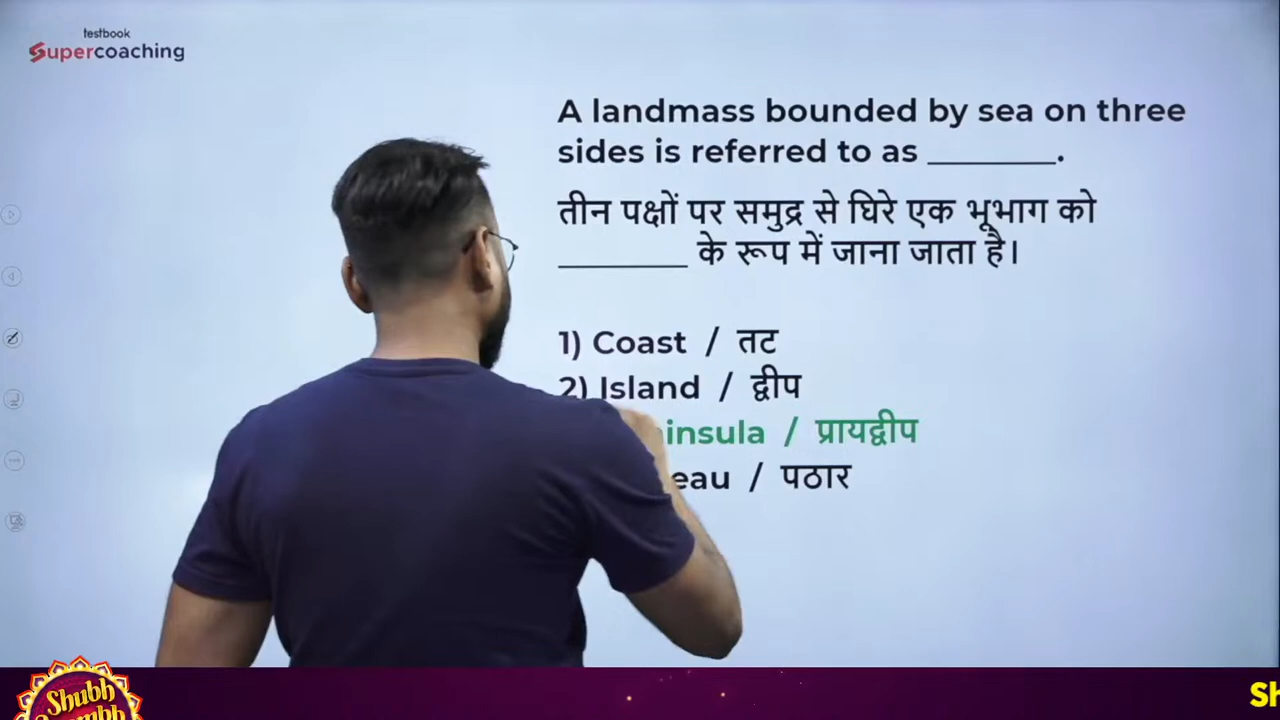 testbook
Supercoaching
A landmass bounded by sea on three
sides is referred to as ________.
तीन पक्षों पर समुद्र से घिरे एक भूभाग को
________ के रूप में जाना जाता है।
1) Coast / तट
2) Island / द्वीप
insula / प्रायद्वीप
eau / पठार
Shubh